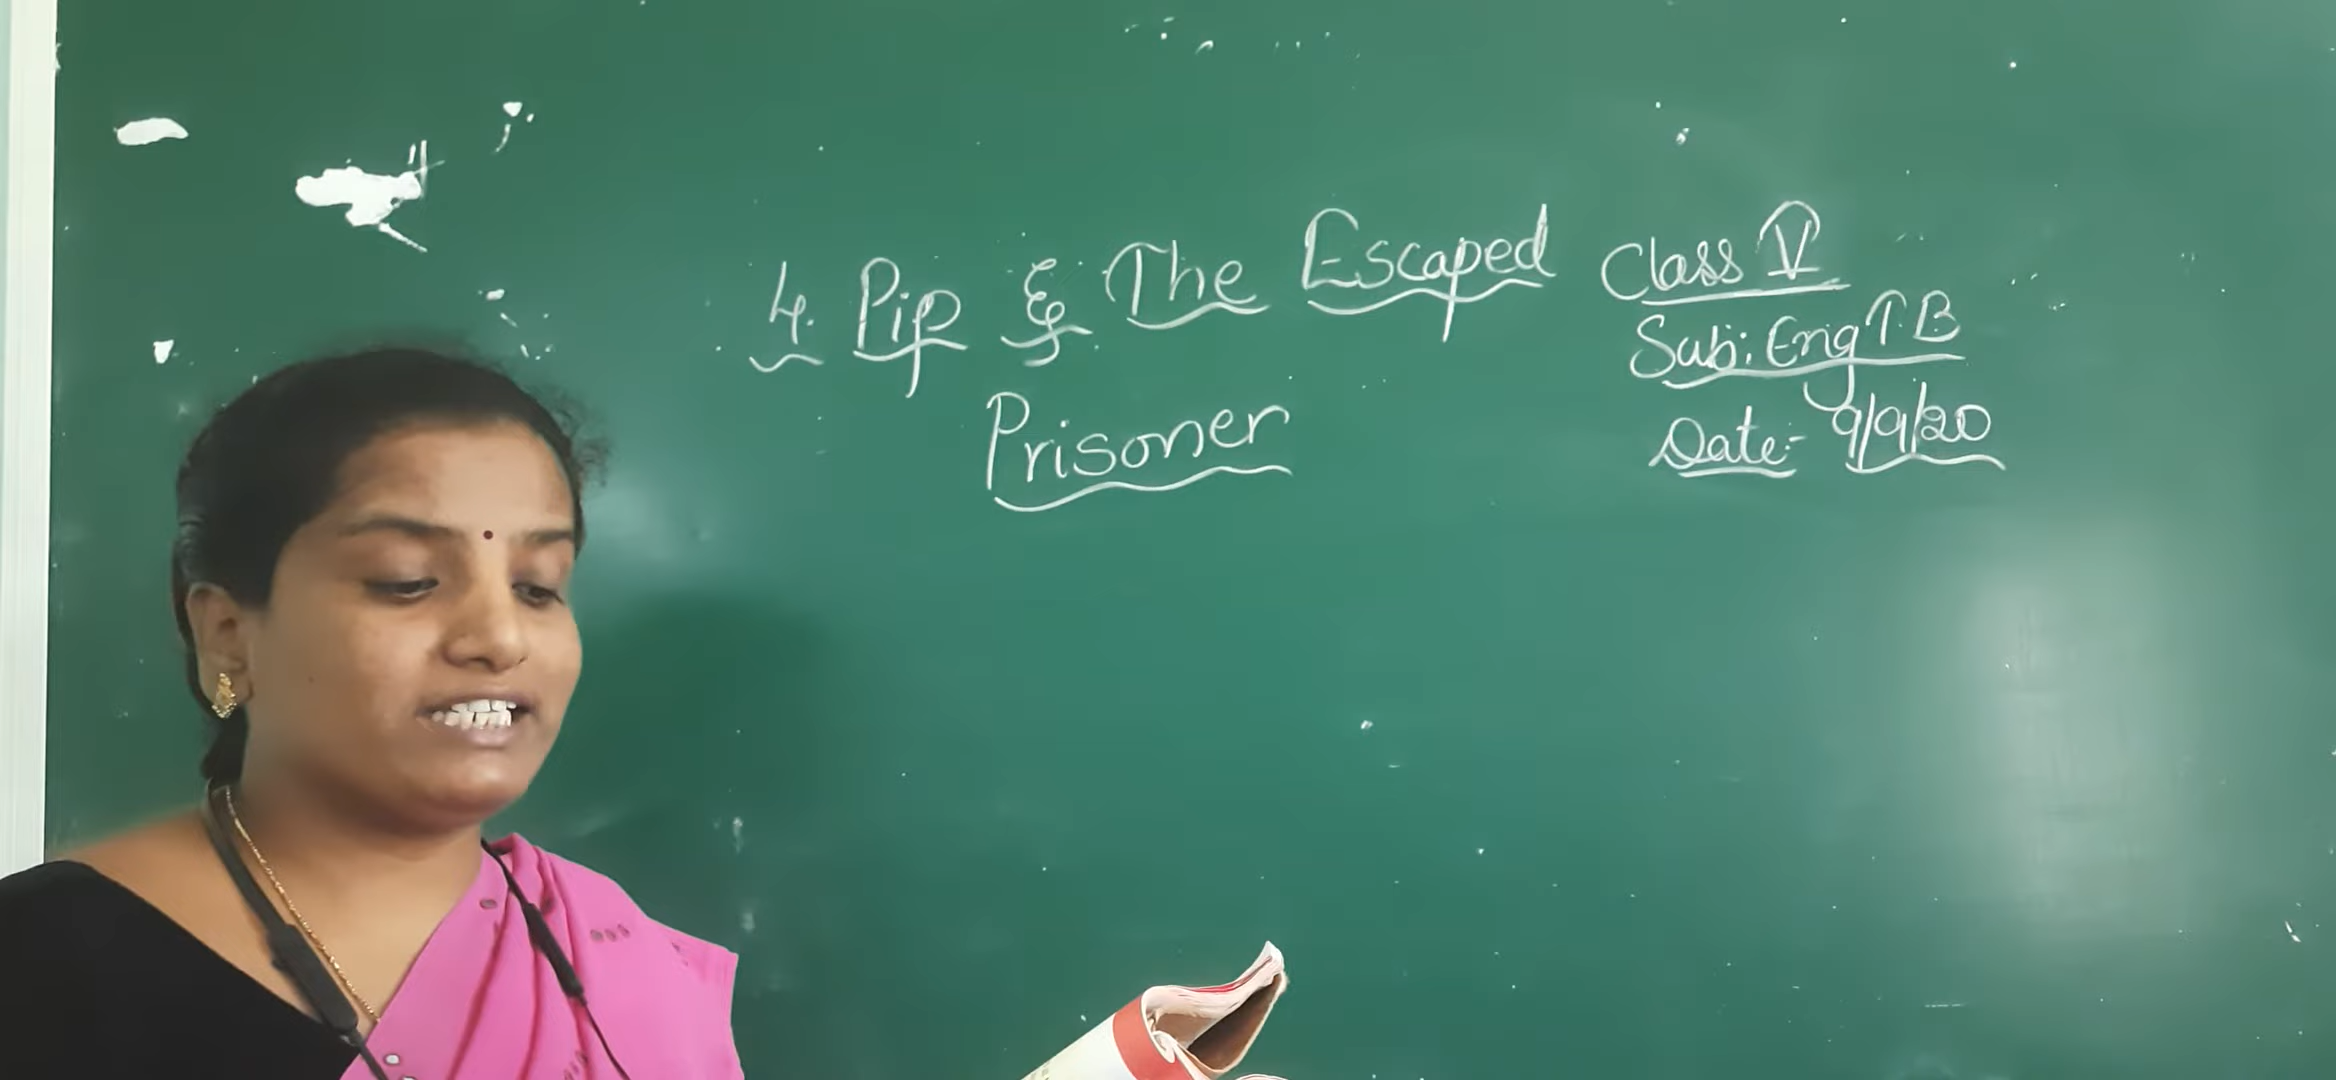 4. Pip & The Escaped
Prisoner
Class V
Sub: Eng T.B
Date:- 9/9/20